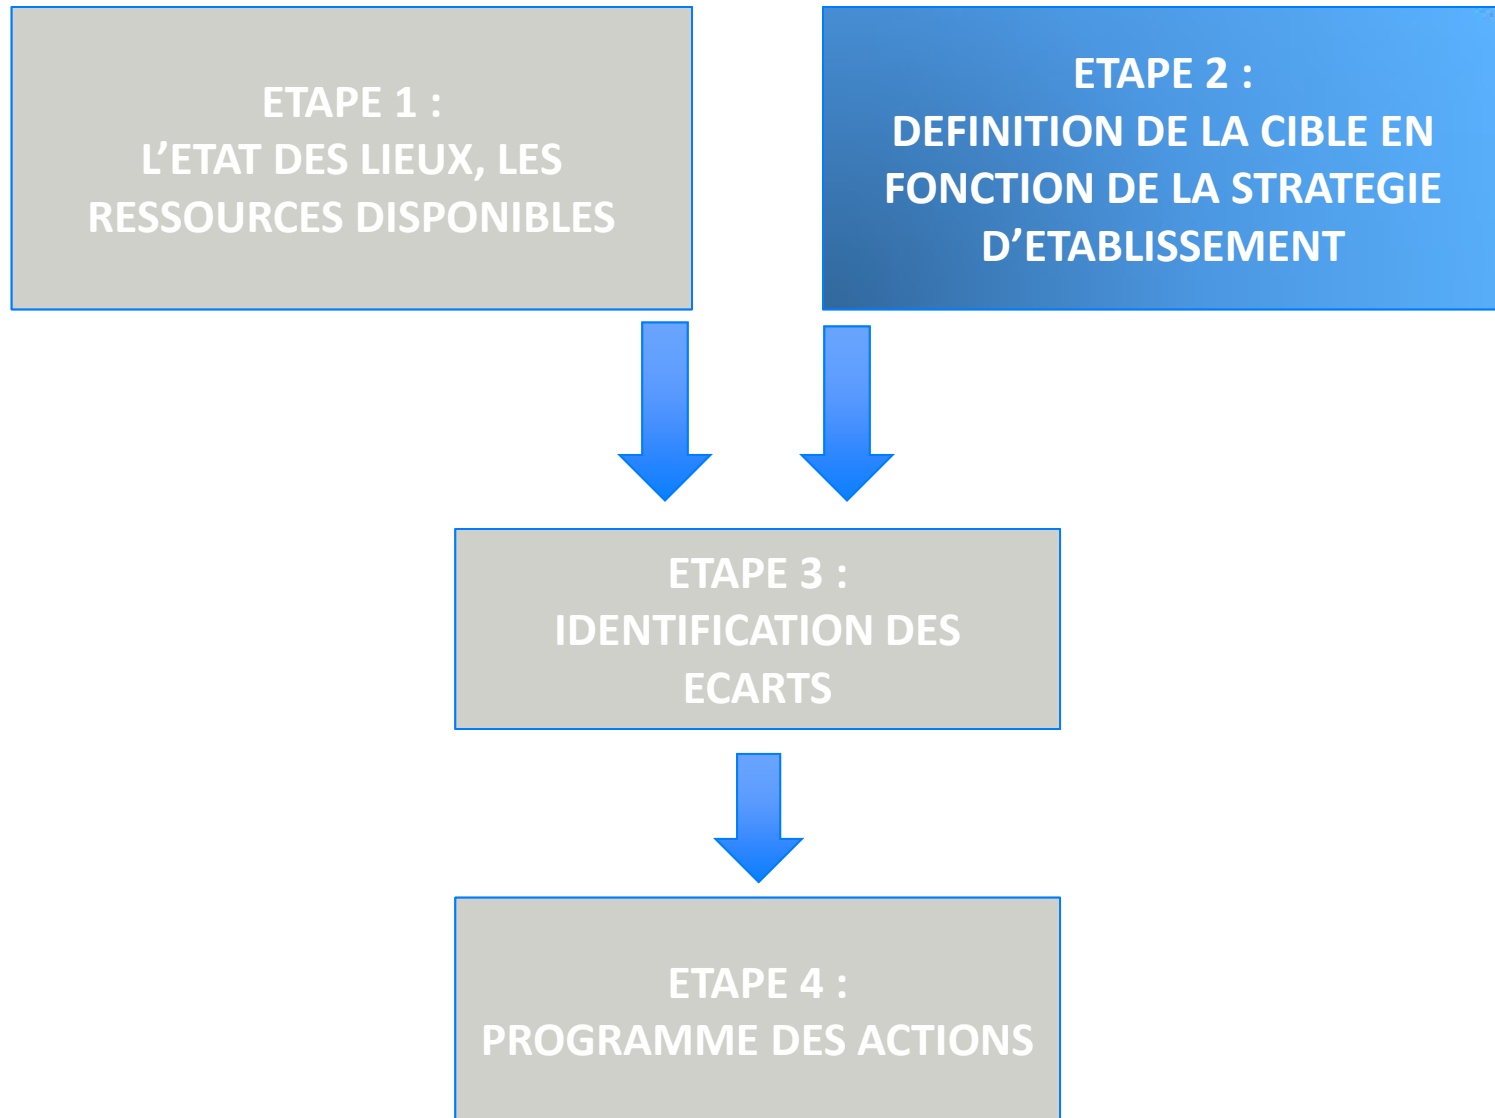 ETAPE 1 :
L’ETAT DES LIEUX, LES
RESSOURCES DISPONIBLES
ETAPE 2 :
DEFINITION DE LA CIBLE EN
FONCTION DE LA STRATEGIE
D’ETABLISSEMENT
ETAPE 3 :
IDENTIFICATION DES
ECARTS
ETAPE 4 :
PROGRAMME DES ACTIONS